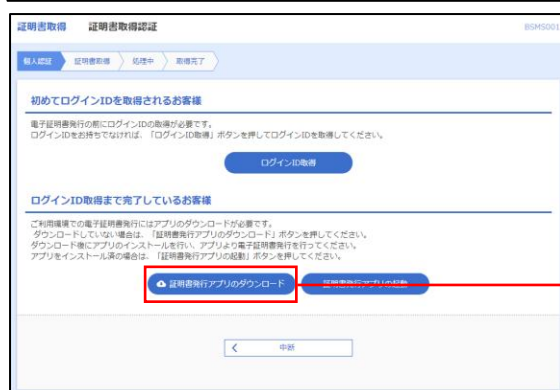 証明書取得 証明書取得認証
BSMS001
個人認証 証明書取得 処理中 取得完了
初めてログインIDを取得されるお客様
電子証明書発行の前にログインIDの取得が必要です。
ログインIDをお持ちでなければ、「ログインID取得」ボタンを押してログインIDを取得してください。
ログインID取得
ログインID取得まで完了しているお客様
ご利用環境での電子証明書発行にはアプリのダウンロードが必要です。
ダウンロードしていない場合は、「証明書発行アプリのダウンロード」ボタンを押してください。
ダウンロード後にアプリのインストールを行い、アプリより電子証明書発行を行ってください。
アプリをインストール済の場合は、「証明書発行アプリの起動」ボタンを押してください。
証明書発行アプリのダウンロード 証明書発行アプリの起動
中断